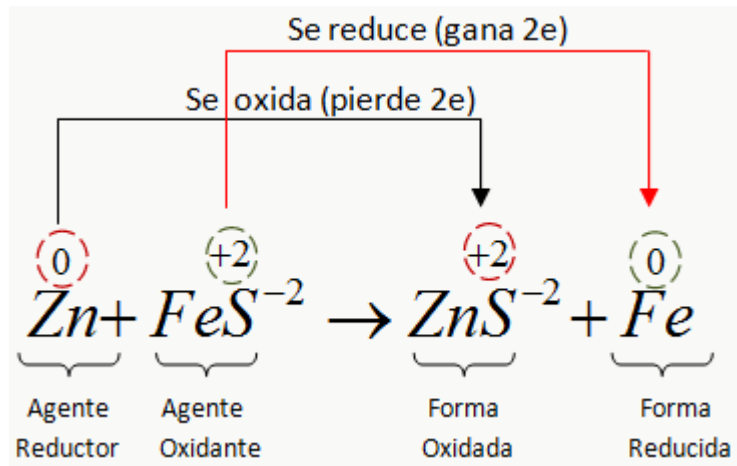 Se reduce (gana 2e)
Se oxida (pierde 2e)
0 +2 +2 0
Zn + FeS⁻² → ZnS⁻² + Fe
Agente Agente Forma Forma
Reductor Oxidante Oxidada Reducida